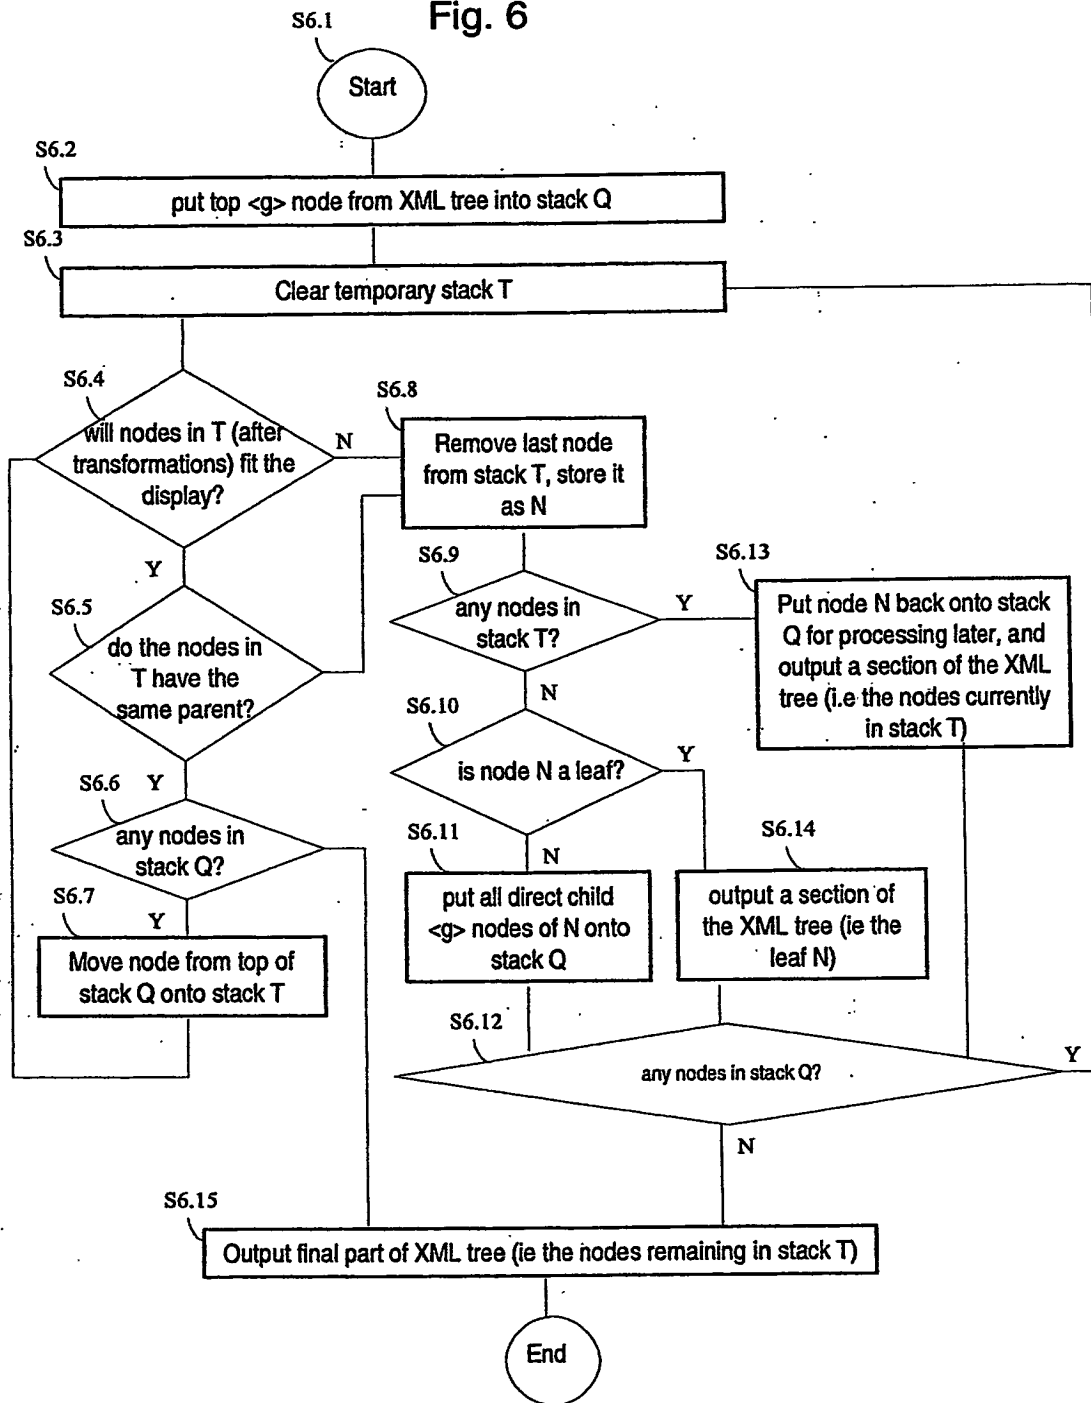 Fig. 6
S6.1
Start
S6.2
put top <g> node from XML tree into stack Q
S6.3
Clear temporary stack T
S6.4
will nodes in T (after
transformations) fit the
display?
N
Y
S6.5
do the nodes in
T have the
same parent?
Y
S6.6
any nodes in
stack Q?
S6.7
Y
Move node from top of
stack Q onto stack T
S6.8
Remove last node
from stack T, store it
as N
S6.9
any nodes in
stack T?
Y
N
S6.10
is node N a leaf?
Y
S6.11
N
put all direct child
<g> nodes of N onto
stack Q
S6.13
Put node N back onto stack
Q for processing later, and
output a section of the XML
tree (i.e the nodes currently
in stack T)
S6.14
output a section of
the XML tree (ie the
leaf N)
S6.12
any nodes in stack Q?
Y
N
S6.15
Output final part of XML tree (ie the nodes remaining in stack T)
End